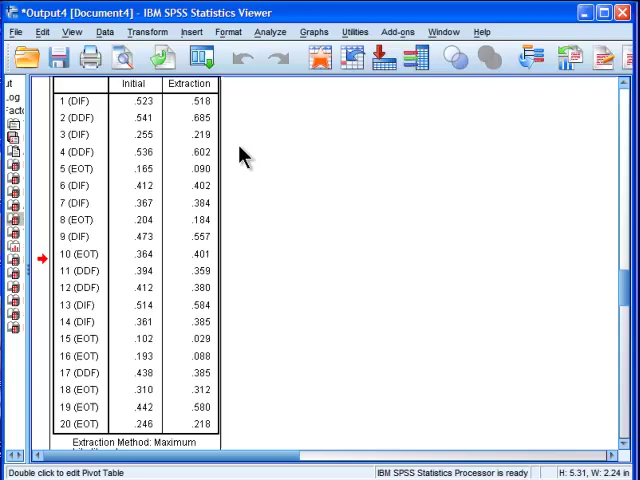 *Output4 [Document4] - IBM SPSS Statistics Viewer
File Edit View Data Transform Insert Format Analyze Graphs Utilities Add-ons Window Help
Initial Extraction
1 (DIF) .523 .518
2 (DDF) .541 .685
3 (DIF) .255 .219
4 (DDF) .536 .602
5 (EOT) .165 .090
6 (DIF) .412 .402
7 (DIF) .367 .384
8 (EOT) .204 .184
9 (DIF) .473 .557
10 (EOT) .364 .401
11 (DDF) .394 .359
12 (DDF) .412 .380
13 (DIF) .514 .584
14 (DIF) .361 .385
15 (EOT) .102 .029
16 (EOT) .193 .088
17 (DDF) .438 .385
18 (EOT) .310 .312
19 (EOT) .442 .580
20 (EOT) .246 .218
Extraction Method: Maximum
Double click to edit Pivot Table
IBM SPSS Statistics Processor is ready
H: 5.31, W: 2.24 in